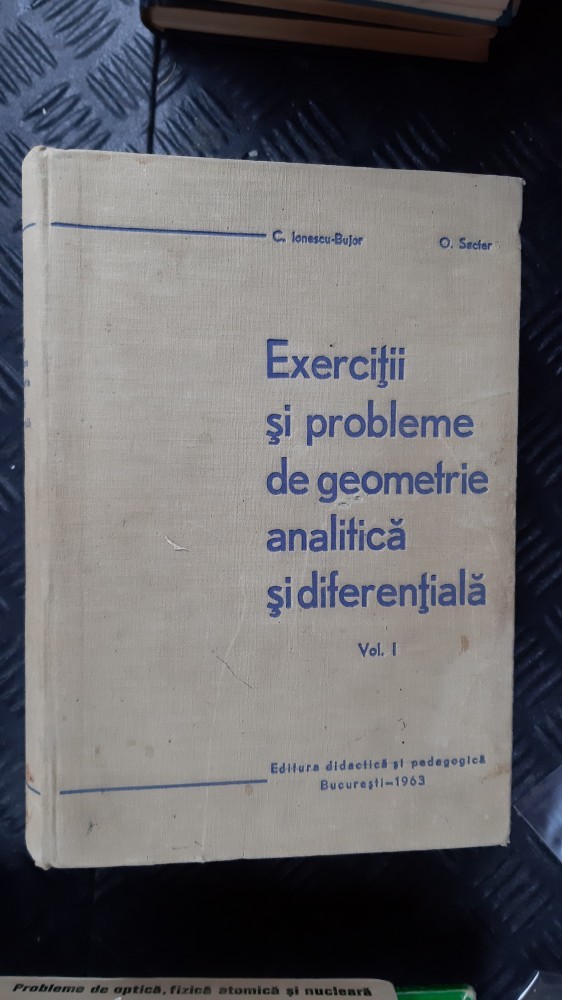 C. Ionescu-Bujor O. Sacter
Exerciţii
şi probleme
de geometrie
analitică
şi diferenţială
Vol. I
Editura didactică şi pedagogică
Bucureşti-1963
Probleme de optică, fizică atomică şi nucleară